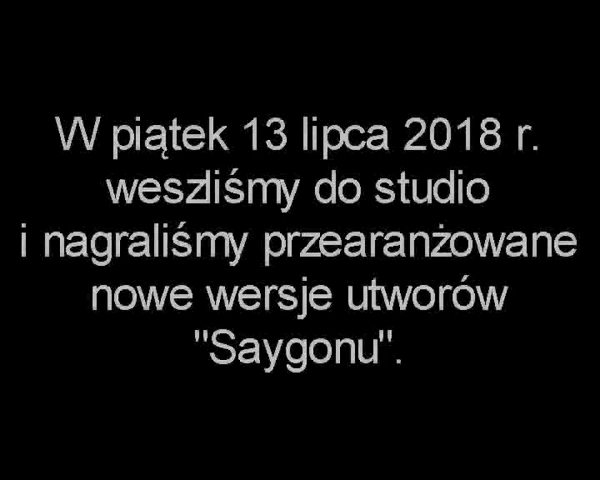 W piątek 13 lipca 2018 r.
weszliśmy do studio
i nagraliśmy przearanżowane
nowe wersje utworów
"Saygonu".